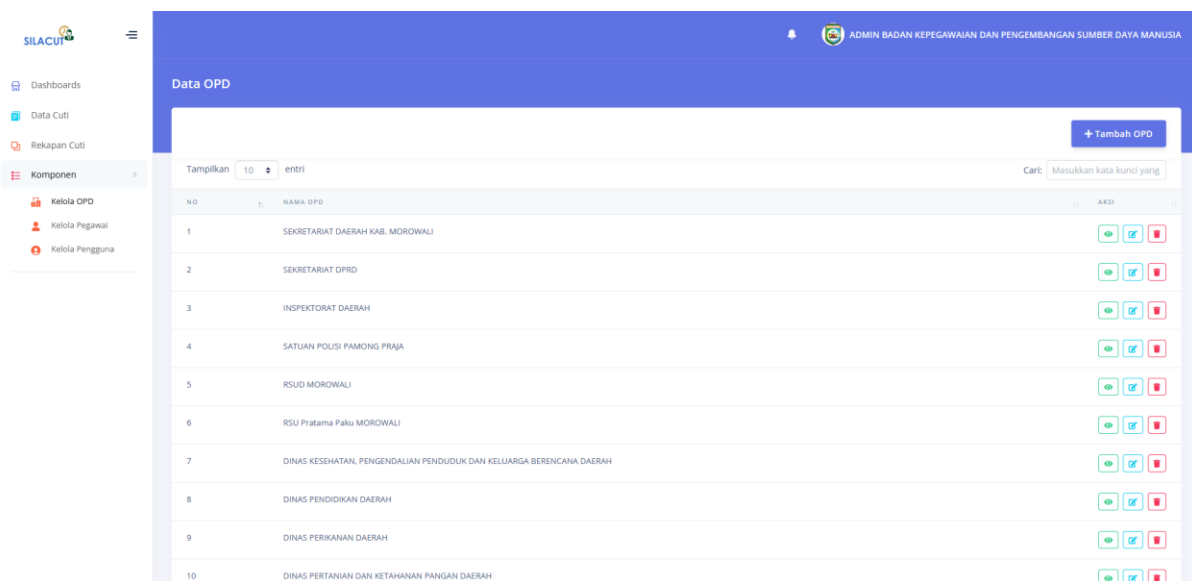 SILACUT
ADMIN BADAN KEPEGAWAIAN DAN PENGEMBANGAN SUMBER DAYA MANUSIA
Dashboards
Data Cuti
Rekapan Cuti
Komponen
Kelola OPD
Kelola Pegawai
Kelola Pengguna
Data OPD
+ Tambah OPD
Tampilkan 10 entri
Cari: Masukkan kata kunci yang
NO NAMA OPD AKSI
1 SEKRETARIAT DAERAH KAB. MOROWALI
2 SEKRETARIAT DPRD
3 INSPEKTORAT DAERAH
4 SATUAN POLISI PAMONG PRAJA
5 RSUD MOROWALI
6 RSU Pratama Paku MOROWALI
7 DINAS KESEHATAN, PENGENDALIAN PENDUDUK DAN KELUARGA BERENCANA DAERAH
8 DINAS PENDIDIKAN DAERAH
9 DINAS PERIKANAN DAERAH
10 DINAS PERTANIAN DAN KETAHANAN PANGAN DAERAH